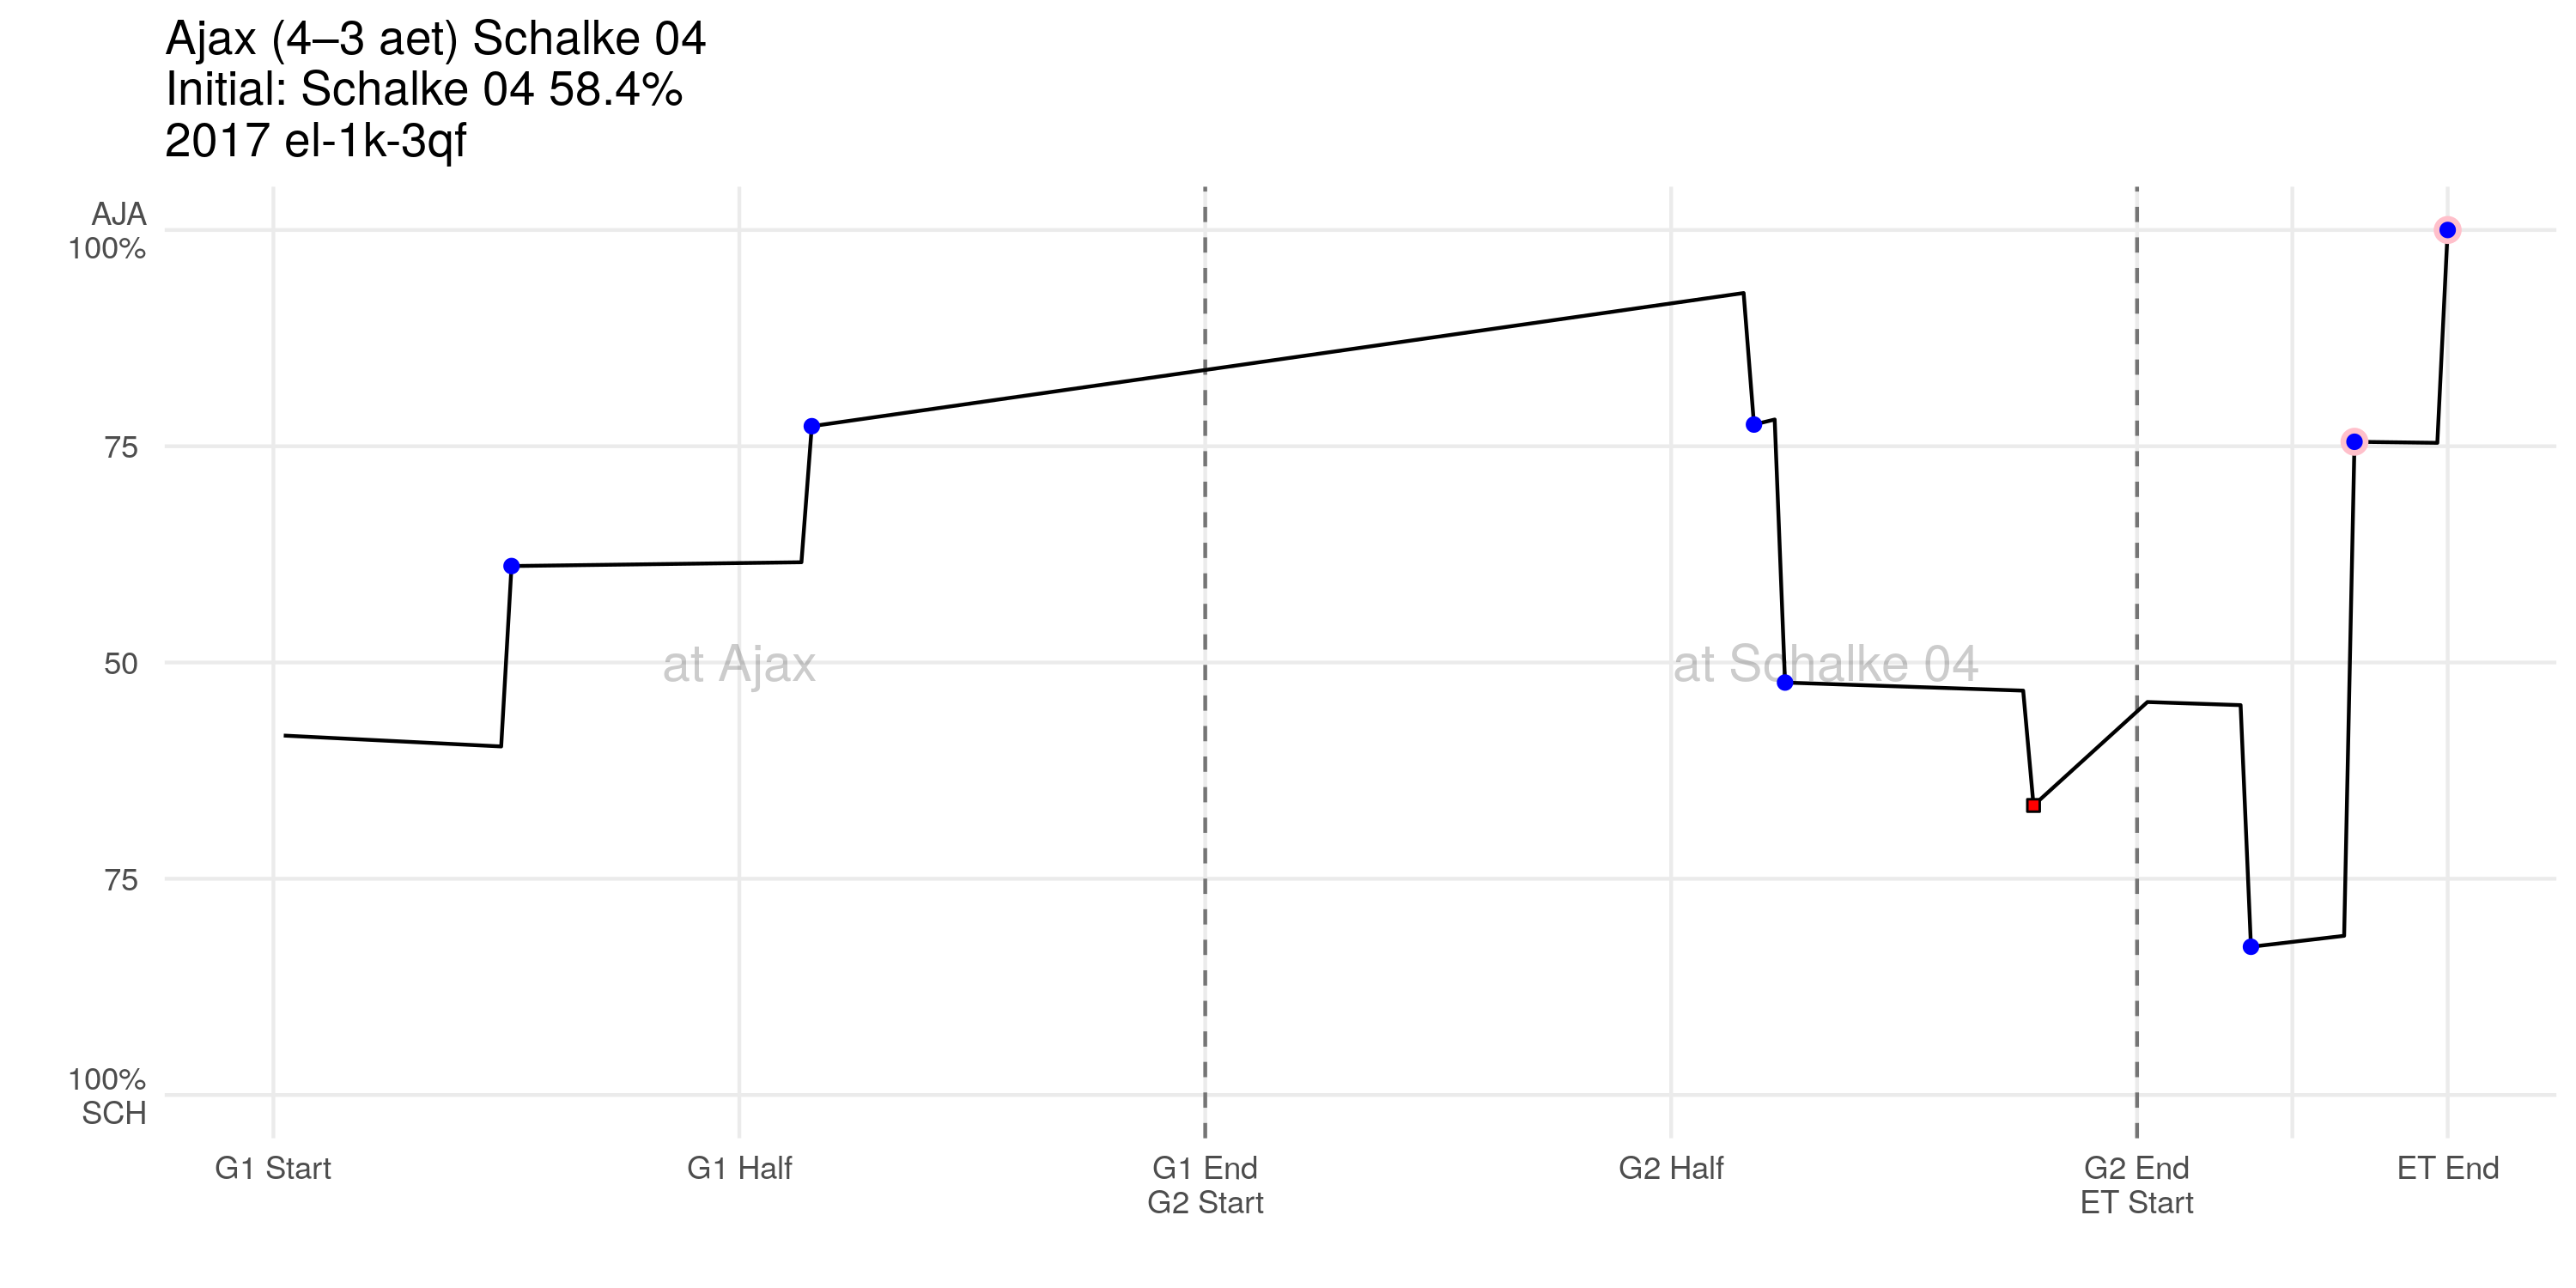 Ajax (4–3 aet) Schalke 04
Initial: Schalke 04 58.4%
2017 el-1k-3qf
AJA
100%
75
50
75
100%
SCH
at Ajax
at Schalke 04
G1 Start
G1 Half
G1 End
G2 Start
G2 Half
G2 End
ET Start
ET End